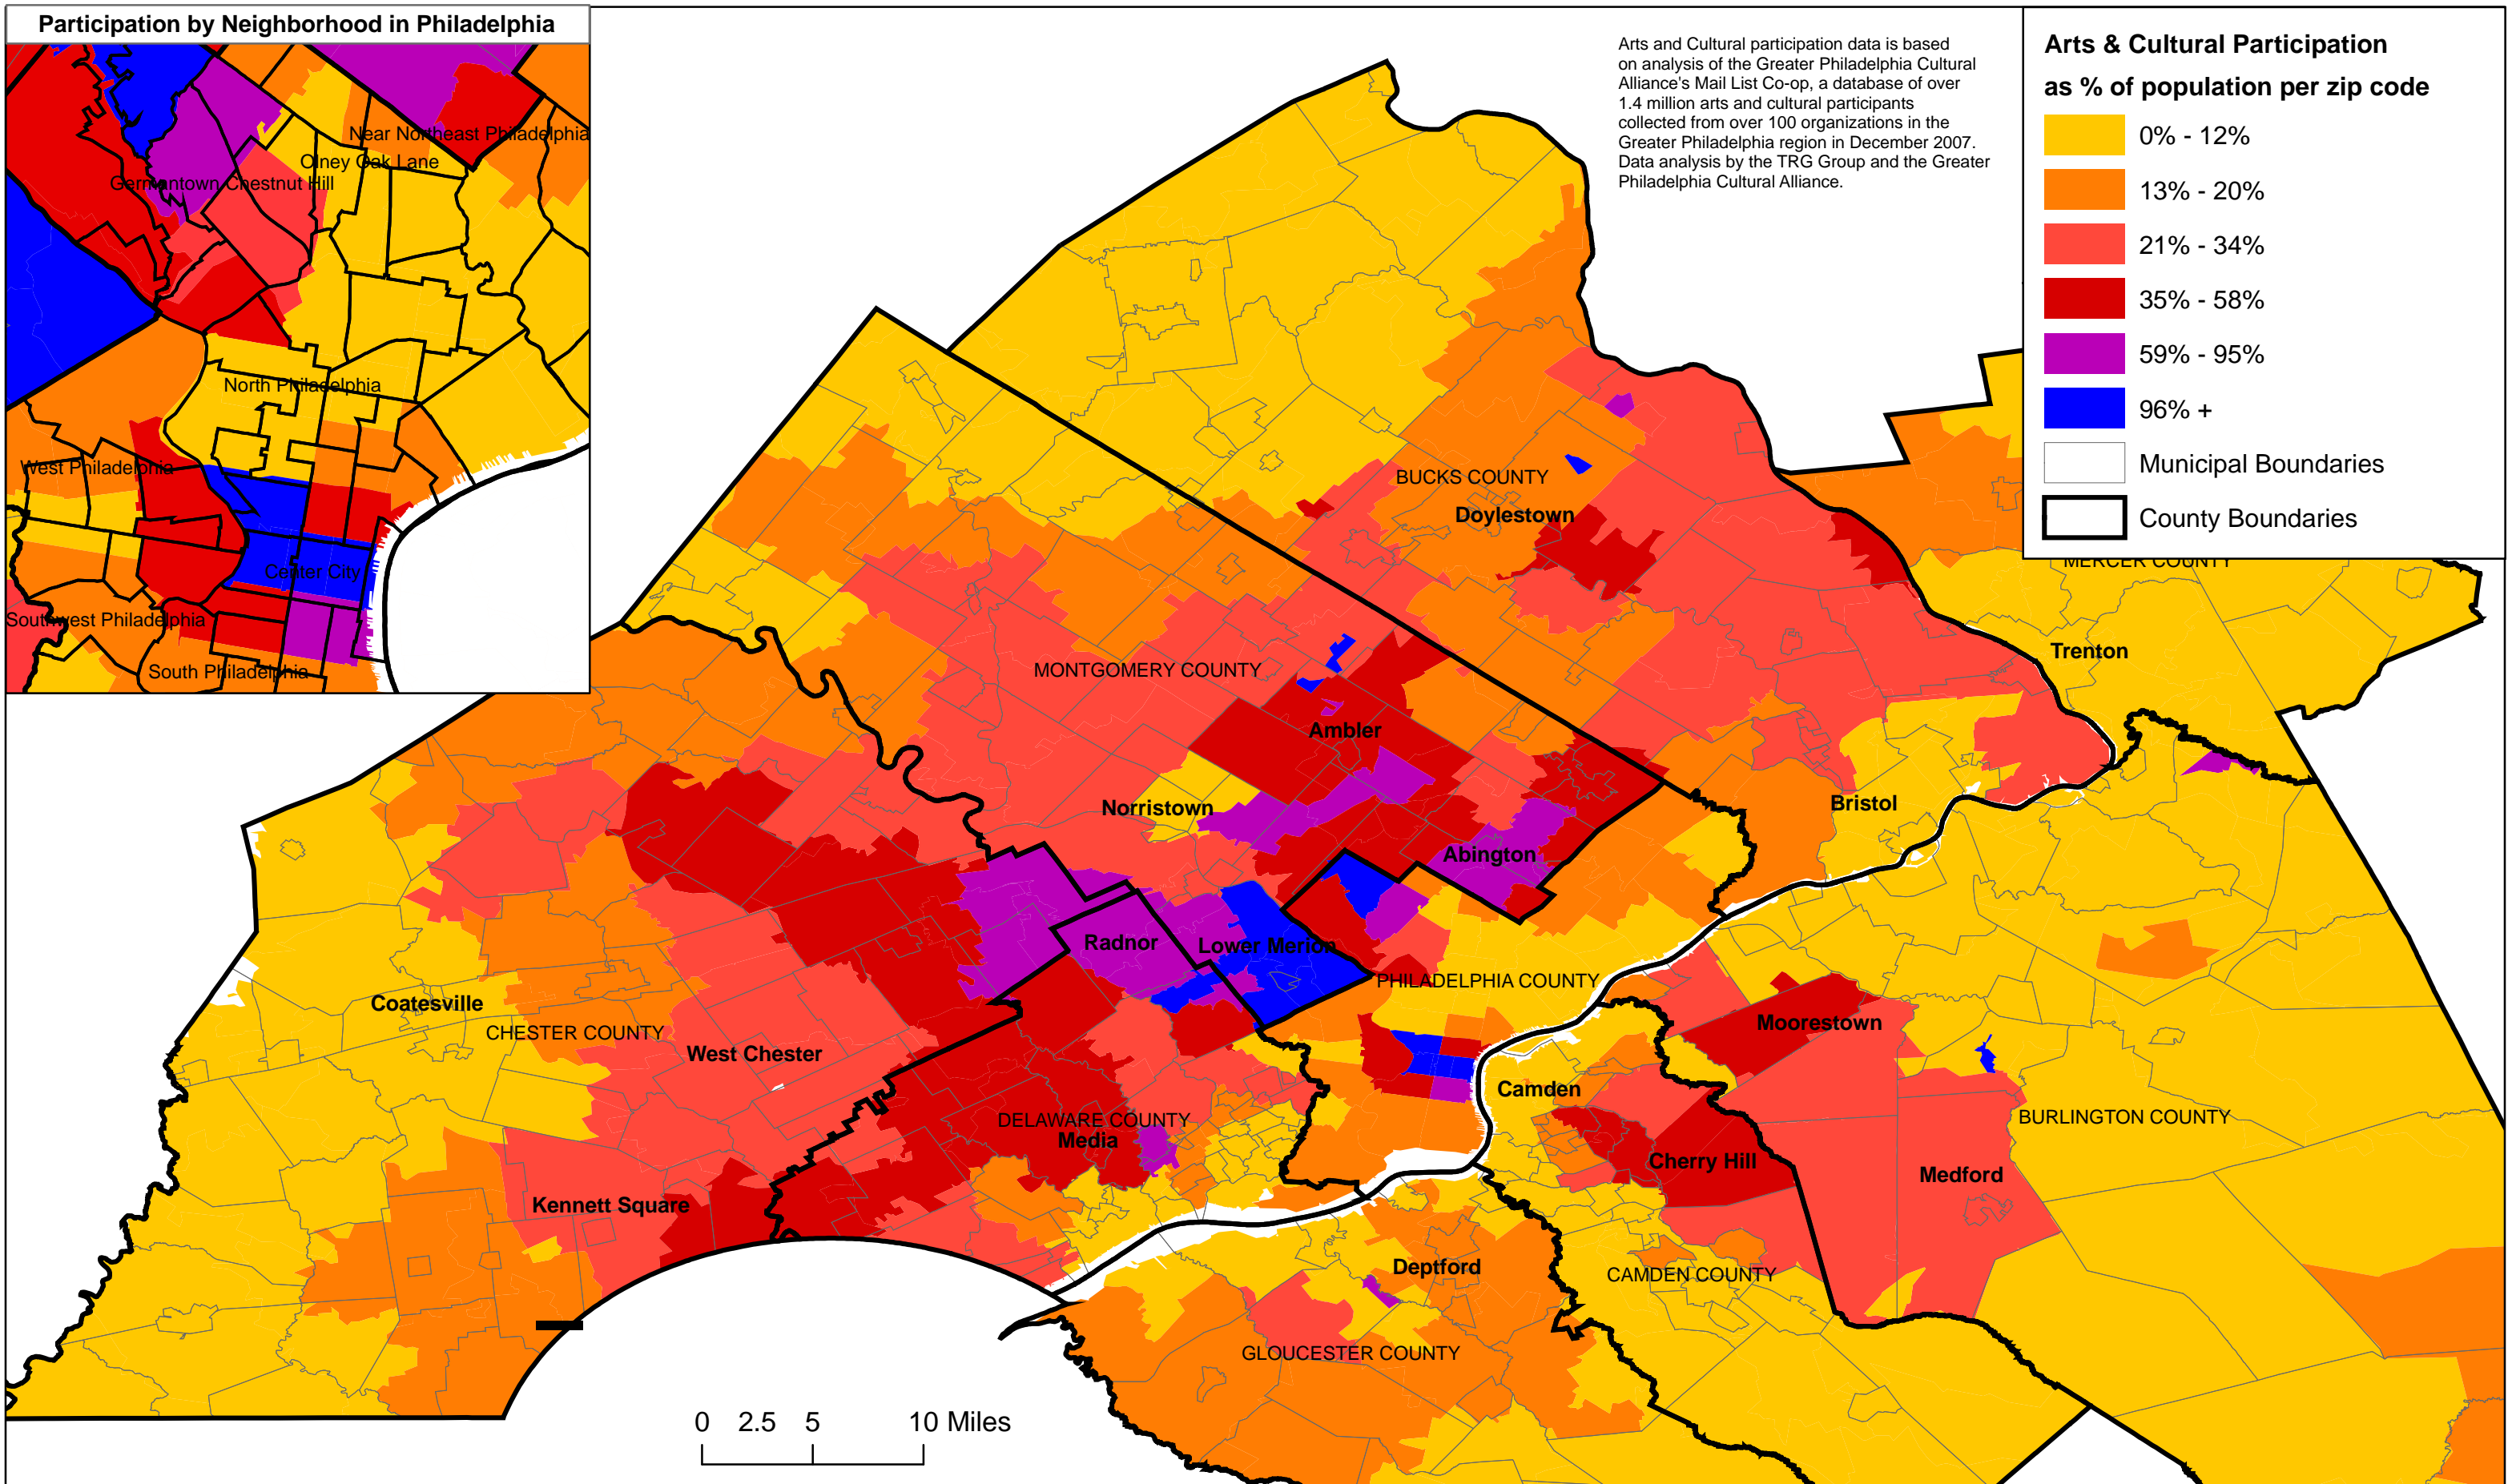 Participation by Neighborhood in Philadelphia
Near Northeast Philadelphia
Olney Oak Lane
Germantown Chestnut Hill
North Philadelphia
West Philadelphia
Center City
Southwest Philadelphia
South Philadelphia
Arts and Cultural participation data is based
on analysis of the Greater Philadelphia Cultural
Alliance's Mail List Co-op, a database of over
1.4 million arts and cultural participants
collected from over 100 organizations in the
Greater Philadelphia region in December 2007.
Data analysis by the TRG Group and the Greater
Philadelphia Cultural Alliance.
Arts & Cultural Participation
as % of population per zip code
0% - 12%
13% - 20%
21% - 34%
35% - 58%
59% - 95%
96% +
Municipal Boundaries
County Boundaries
BUCKS COUNTY
Doylestown
MERCER COUNTY
Trenton
MONTGOMERY COUNTY
Ambler
Norristown
Bristol
Abington
Radnor
Lower Merion
PHILADELPHIA COUNTY
Coatesville
CHESTER COUNTY
West Chester
Moorestown
Camden
DELAWARE COUNTY
Media
BURLINGTON COUNTY
Cherry Hill
Medford
Kennett Square
Deptford
CAMDEN COUNTY
GLOUCESTER COUNTY
0 2.5 5 10 Miles